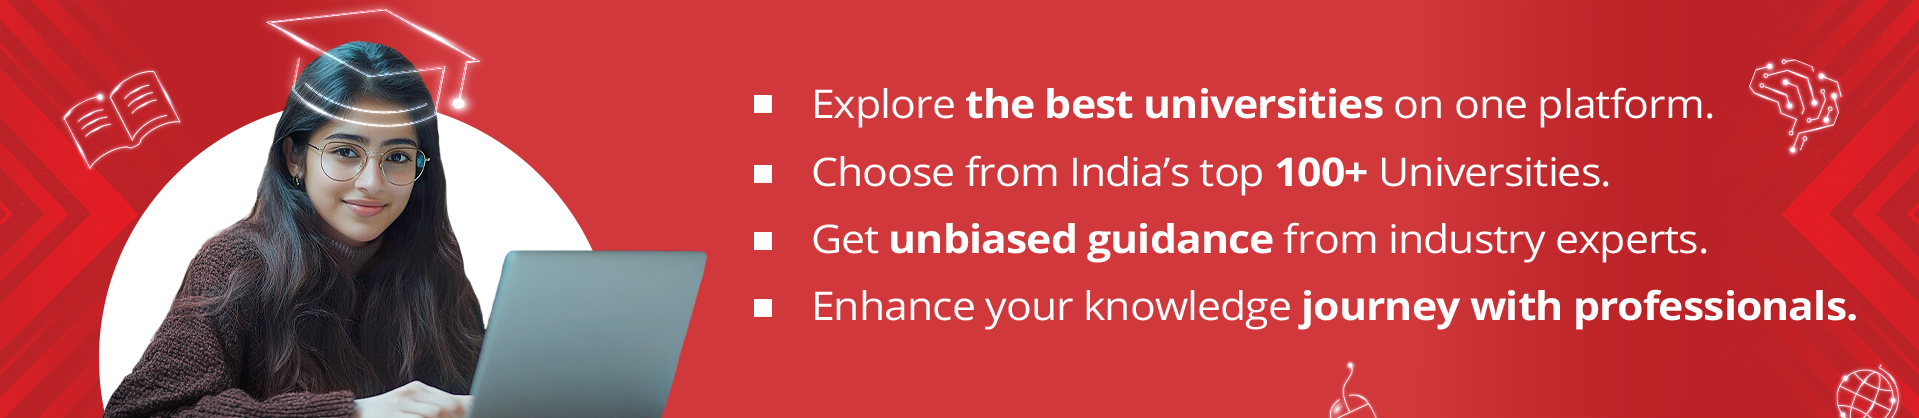 Explore the best universities on one platform.
Choose from India’s top 100+ Universities.
Get unbiased guidance from industry experts.
Enhance your knowledge journey with professionals.